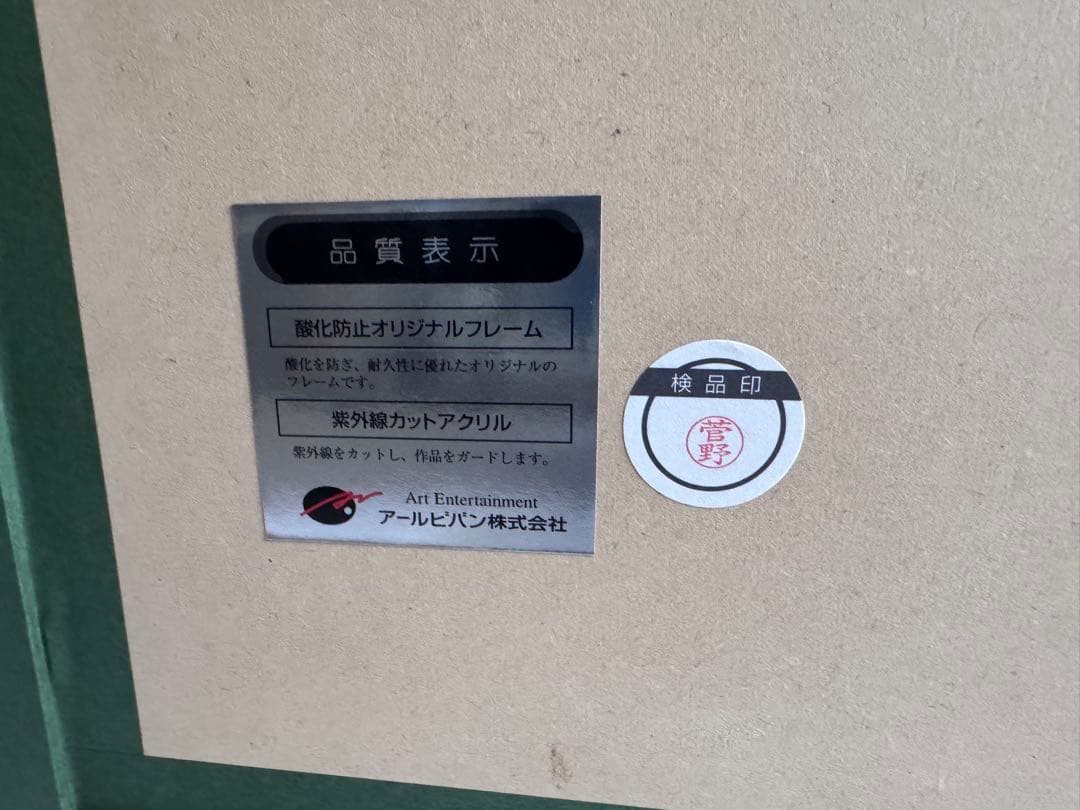 品質表示
酸化防止オリジナルフレーム
酸化を防ぎ、耐久性に優れたオリジナルの
フレームです。
紫外線カットアクリル
紫外線をカットし、作品をガードします。
Art Entertainment
アールビバン株式会社
検品印
菅野